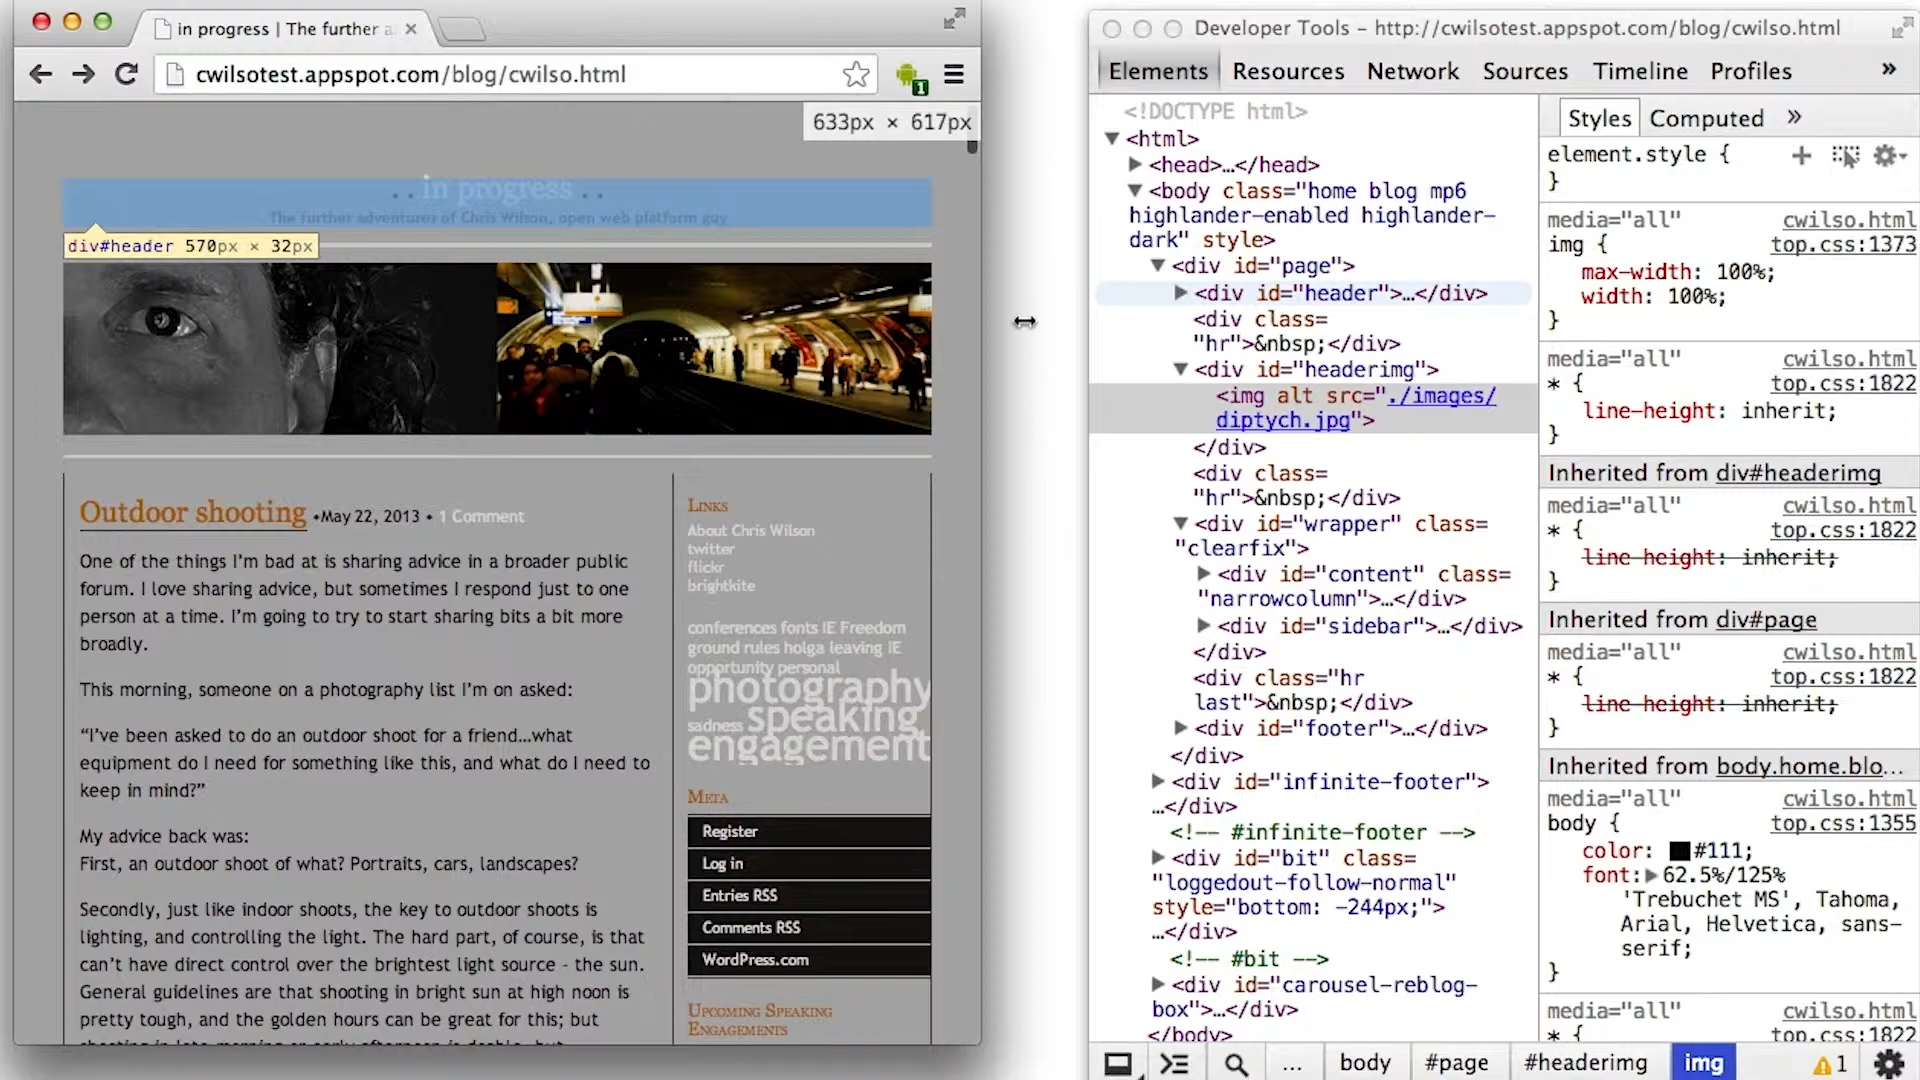 in progress | The further a
cwilsotest.appspot.com/blog/cwilso.html
1
633px × 617px
. . in progress . .
The further adventures of Chris Wilson, open web platform guy
div#header 570px × 32px
Outdoor shooting •May 22, 2013 • 1 Comment
One of the things I'm bad at is sharing advice in a broader public
forum. I love sharing advice, but sometimes I respond just to one
person at a time. I'm going to try to start sharing bits a bit more
broadly.
This morning, someone on a photography list I'm on asked:
“I've been asked to do an outdoor shoot for a friend...what
equipment do I need for something like this, and what do I need to
keep in mind?”
My advice back was:
First, an outdoor shoot of what? Portraits, cars, landscapes?
Secondly, just like indoor shoots, the key to outdoor shoots is
lighting, and controlling the light. The hard part, of course, is that
can't have direct control over the brightest light source - the sun.
General guidelines are that shooting in bright sun at high noon is
pretty tough, and the golden hours can be great for this; but
Links
About Chris Wilson
twitter
flickr
brightkite
conferences fonts IE Freedom
ground rules holga leaving IE
opportunity personal
photography
sadness speaking
engagement
Meta
Register
Log in
Entries RSS
Comments RSS
WordPress.com
Upcoming Speaking
Engagements
Developer Tools - http://cwilsotest.appspot.com/blog/cwilso.html
Elements Resources Network Sources Timeline Profiles »
<!DOCTYPE html>
<html>
<head>…</head>
<body class="home blog mp6
highlander-enabled highlander-
dark" style>
<div id="page">
<div id="header">…</div>
<div class=
"hr">&nbsp;</div>
<div id="headerimg">
<img alt src="./images/
diptych.jpg">
</div>
<div class=
"hr">&nbsp;</div>
<div id="wrapper" class=
"clearfix">
<div id="content" class=
"narrowcolumn">…</div>
<div id="sidebar">…</div>
</div>
<div class="hr
last">&nbsp;</div>
<div id="footer">…</div>
</div>
<div id="infinite-footer">
…</div>
<!-- #infinite-footer -->
<div id="bit" class=
"loggedout-follow-normal"
style="bottom: -244px;">
…</div>
<!-- #bit -->
<div id="carousel-reblog-
box">…</div>
</body>
Styles Computed »
element.style {
}
media="all" cwilso.html
img { top.css:1373
max-width: 100%;
width: 100%;
}
media="all" cwilso.html
* { top.css:1822
line-height: inherit;
}
Inherited from div#headerimg
media="all" cwilso.html
* { top.css:1822
line-height: inherit;
}
Inherited from div#page
media="all" cwilso.html
* { top.css:1822
line-height: inherit;
}
Inherited from body.home.blo…
media="all" cwilso.html
body { top.css:1355
color: #111;
font: 62.5%/125%
'Trebuchet MS', Tahoma,
Arial, Helvetica, sans-
serif;
}
media="all" cwilso.html
* { top.css:1822
... body #page #headerimg img 1